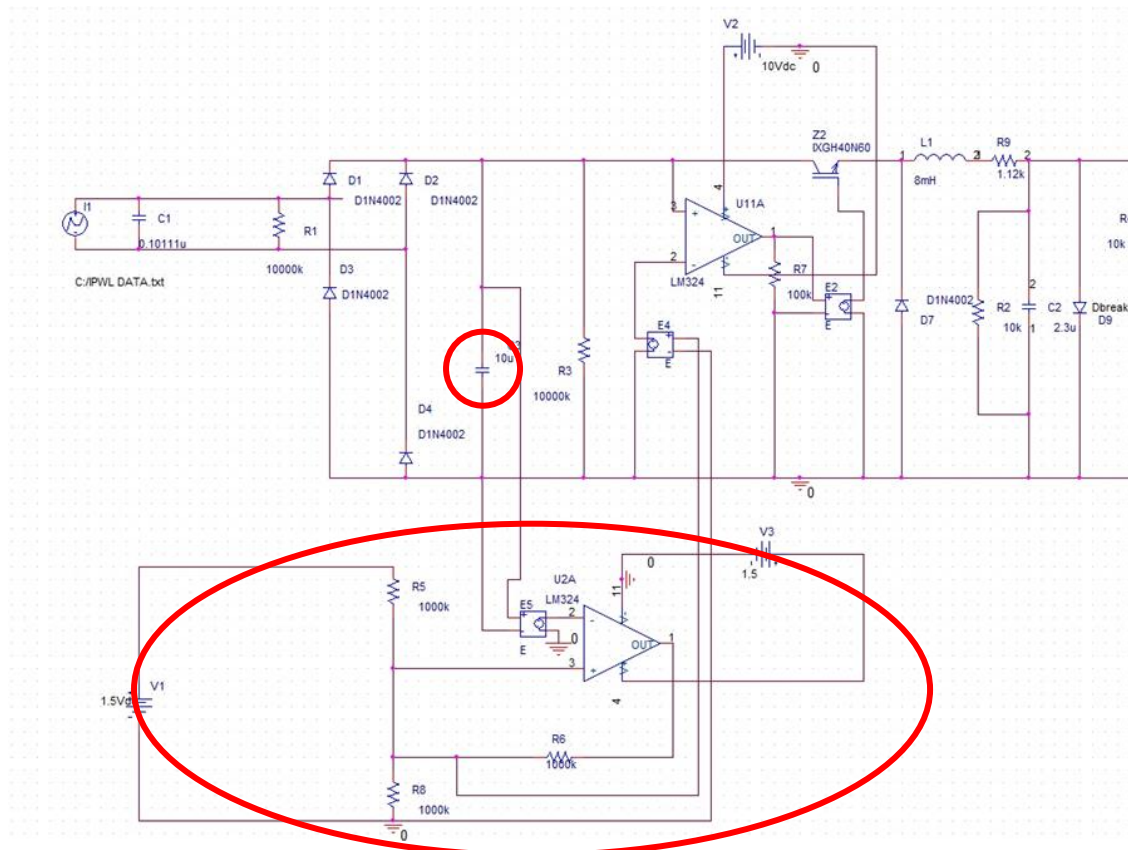 V2
10Vdc
0
Z2
IXGH40N60
1
L1
2
R9
2
8mH
1.12k
4
D1
D2
D1N4002
D1N4002
3
U11A
I1
C1
R1
OUT
1
0.10111u
2
LM324
11
R7
100k
E2
E
10000k
D3
C:/IPWL DATA.txt
D1N4002
D1N4002
D7
R2
10k
2
C2
2.3u
1
Dbreak
D9
10k
10u
R3
10000k
E4
E
D4
D1N4002
0
V3
0
1.5
U2A
LM324
11
R5
1000k
E5
E
2
0
OUT
1
3
4
V1
1.5V
R6
1000k
R8
1000k
0